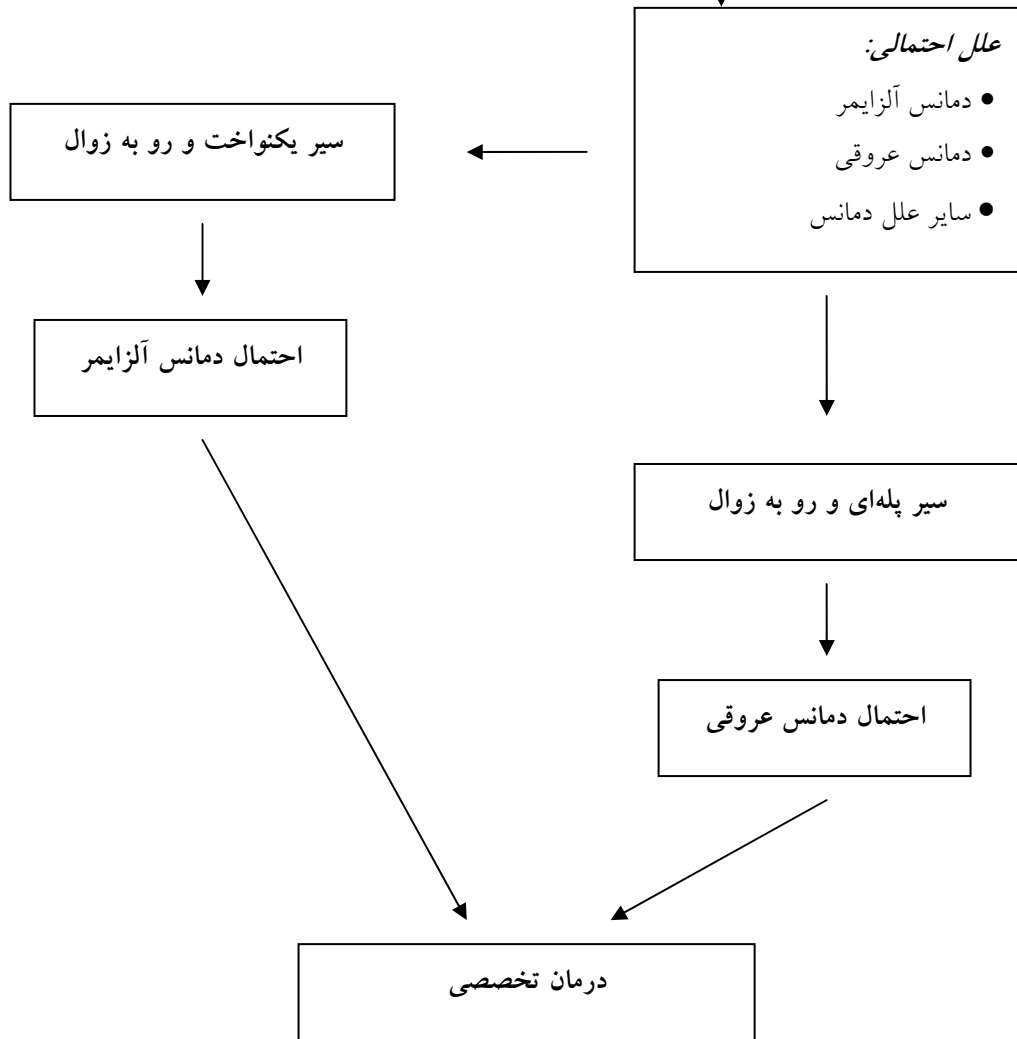 علل احتمالی:
● دمانس آلزایمر
● دمانس عروقی
● سایر علل دمانس
سیر یکنواخت و رو به زوال
احتمال دمانس آلزایمر
سیر پله‌ای و رو به زوال
احتمال دمانس عروقی
درمان تخصصی